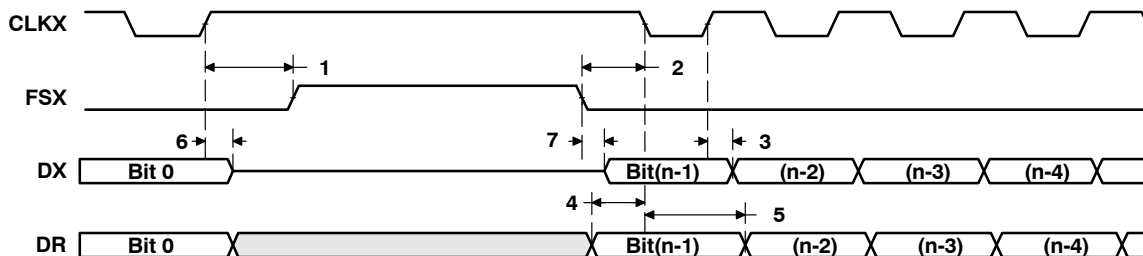 CLKX
1 2
FSX
6 7 3
DX Bit 0 Bit(n-1) (n-2) (n-3) (n-4)
4 5
DR Bit 0 Bit(n-1) (n-2) (n-3) (n-4)